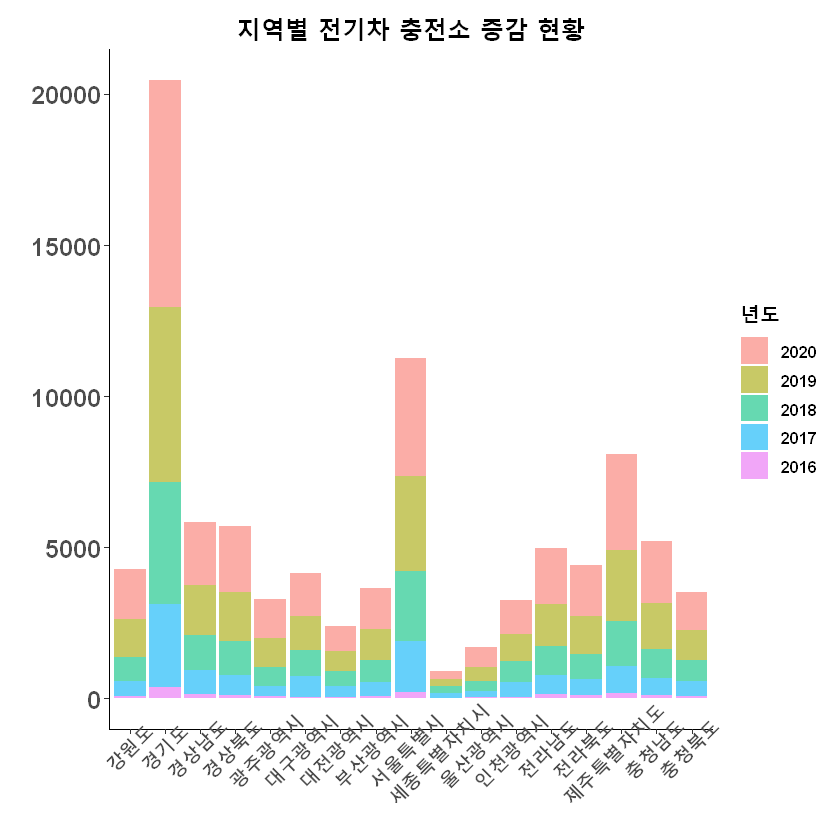 지역별 전기차 충전소 증감 현황
20000
15000
10000
5000
0
년도
2020
2019
2018
2017
2016
강원도
경기도
경상남도
경상북도
광주광역시
대구광역시
대전광역시
부산광역시
서울특별시
세종특별자치시
울산광역시
인천광역시
전라남도
전라북도
제주특별자치도
충청남도
충청북도